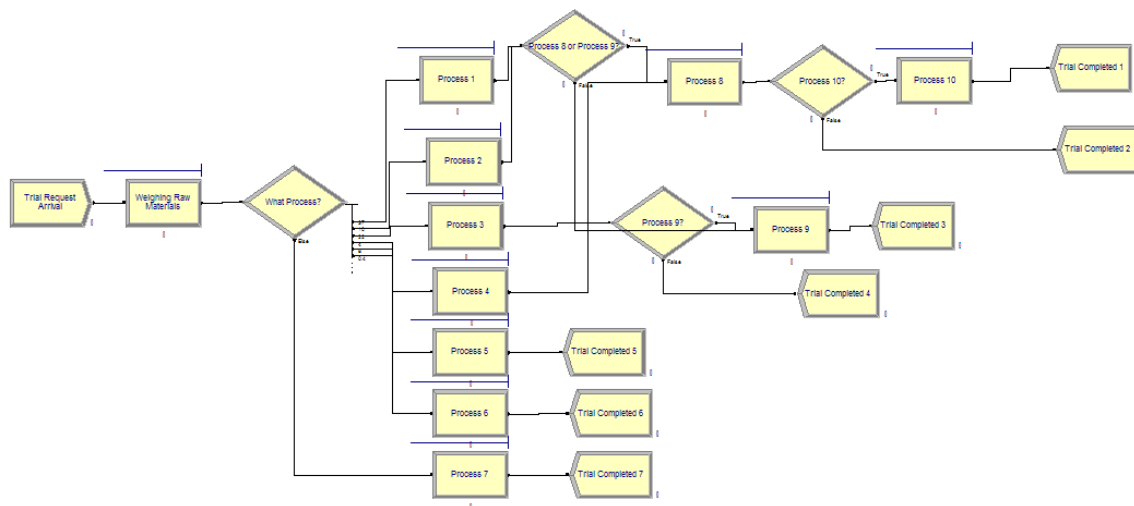 Trial Request
Arrival
Weighing Raw
Materials
What Process?
Else
Process 1
Process 2
Process 3
Process 4
Process 5
Process 6
Process 7
Process 8 or Process 9?
True
False
Process 8
Process 10?
True
False
Process 10
Trial Completed 1
Trial Completed 2
Process 9?
True
False
Process 9
Trial Completed 3
Trial Completed 4
Trial Completed 5
Trial Completed 6
Trial Completed 7